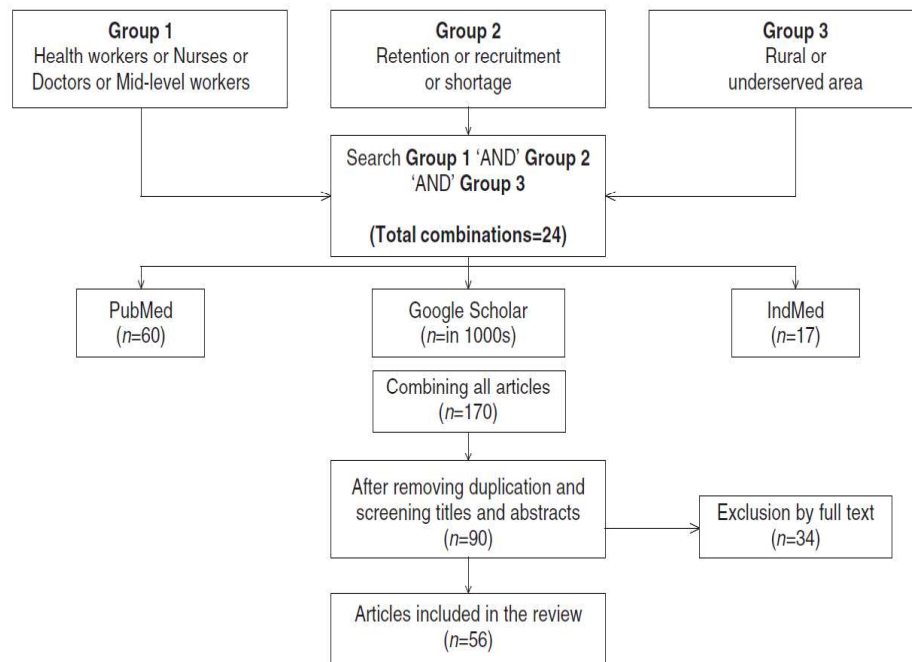 Group 1
Health workers or Nurses or
Doctors or Mid-level workers
Group 2
Retention or recruitment
or shortage
Group 3
Rural or
underserved area
Search Group 1 ‘AND’ Group 2
‘AND’ Group 3
(Total combinations=24)
PubMed
(n=60)
Google Scholar
(n=in 1000s)
IndMed
(n=17)
Combining all articles
(n=170)
After removing duplication and
screening titles and abstracts
(n=90)
Exclusion by full text
(n=34)
Articles included in the review
(n=56)